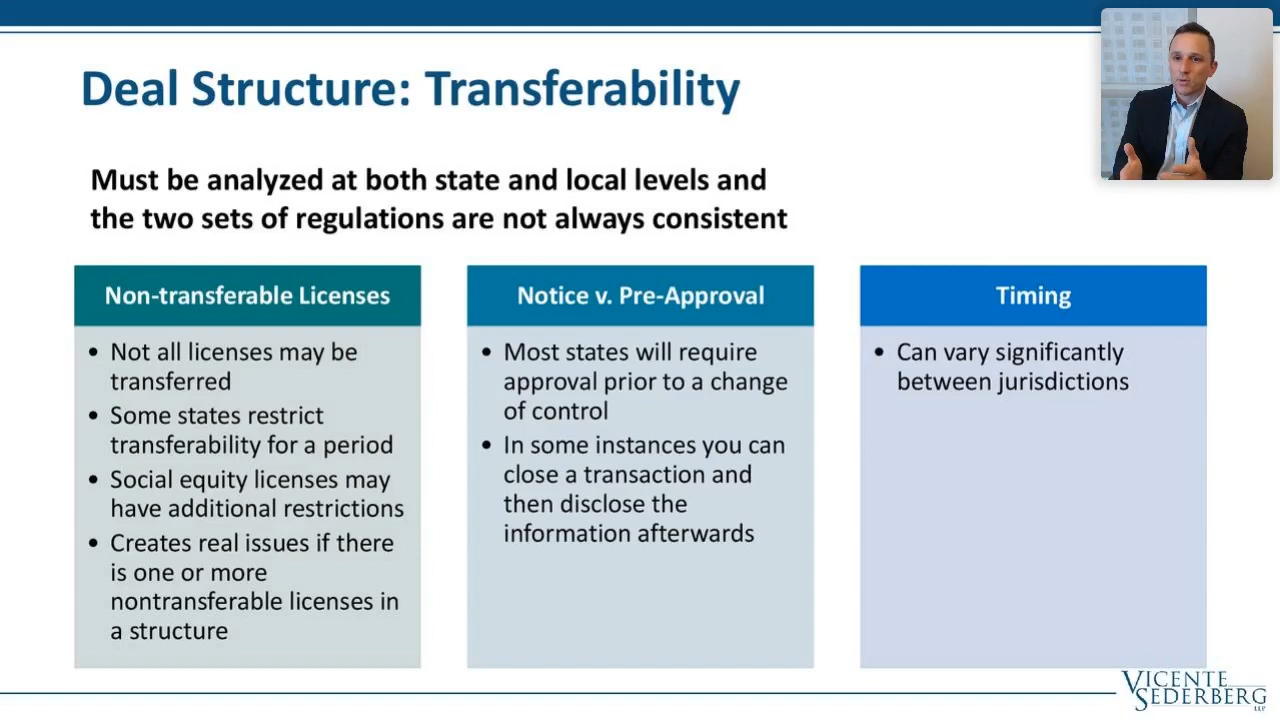 Deal Structure: Transferability
Must be analyzed at both state and local levels and
the two sets of regulations are not always consistent
Non-transferable Licenses
• Not all licenses may be
transferred
• Some states restrict
transferability for a period
• Social equity licenses may
have additional restrictions
• Creates real issues if there
is one or more
nontransferable licenses in
a structure
Notice v. Pre-Approval
• Most states will require
approval prior to a change
of control
• In some instances you can
close a transaction and
then disclose the
information afterwards
Timing
• Can vary significantly
between jurisdictions
VICENTE
SEDERBERG
LLP